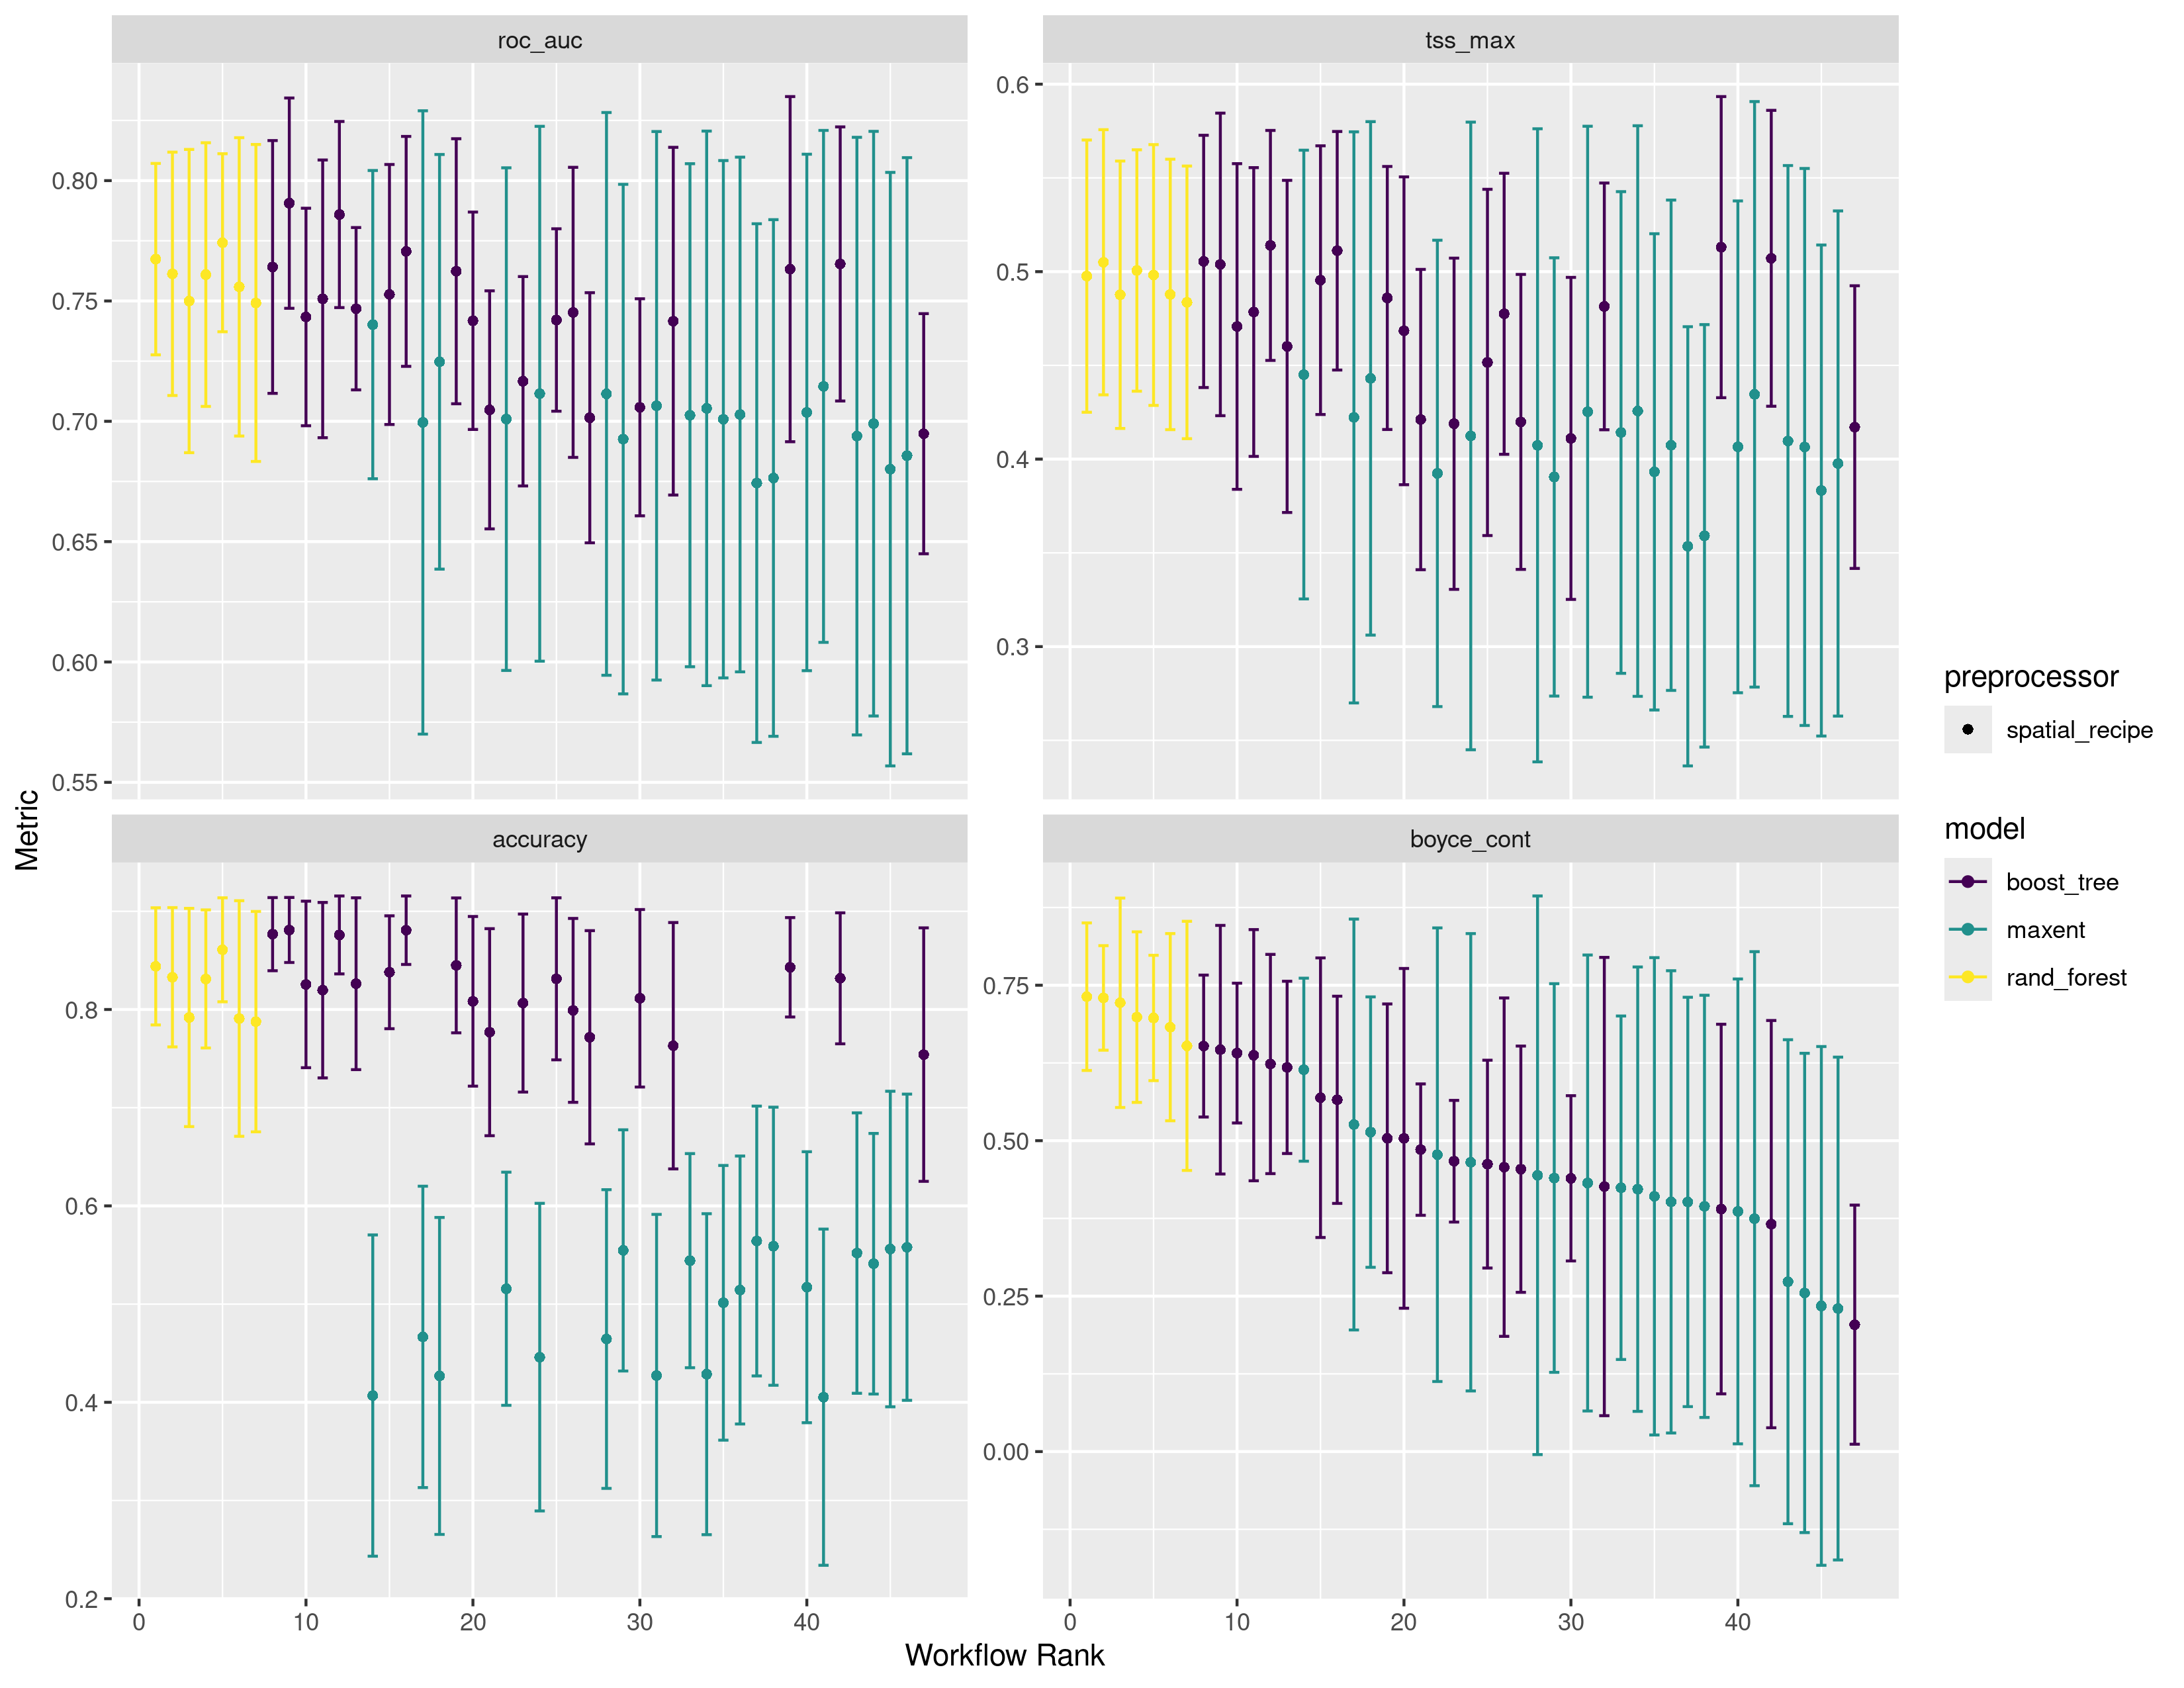 roc_auc
tss_max
0.80
0.75
0.70
0.65
0.60
0.55
0.6
0.5
0.4
0.3
accuracy
boyce_cont
0.8
0.6
0.4
0.2
0.75
0.50
0.25
0.00
0 10 20 30 40
0 10 20 30 40
Metric
Workflow Rank
preprocessor
spatial_recipe
model
boost_tree
maxent
rand_forest